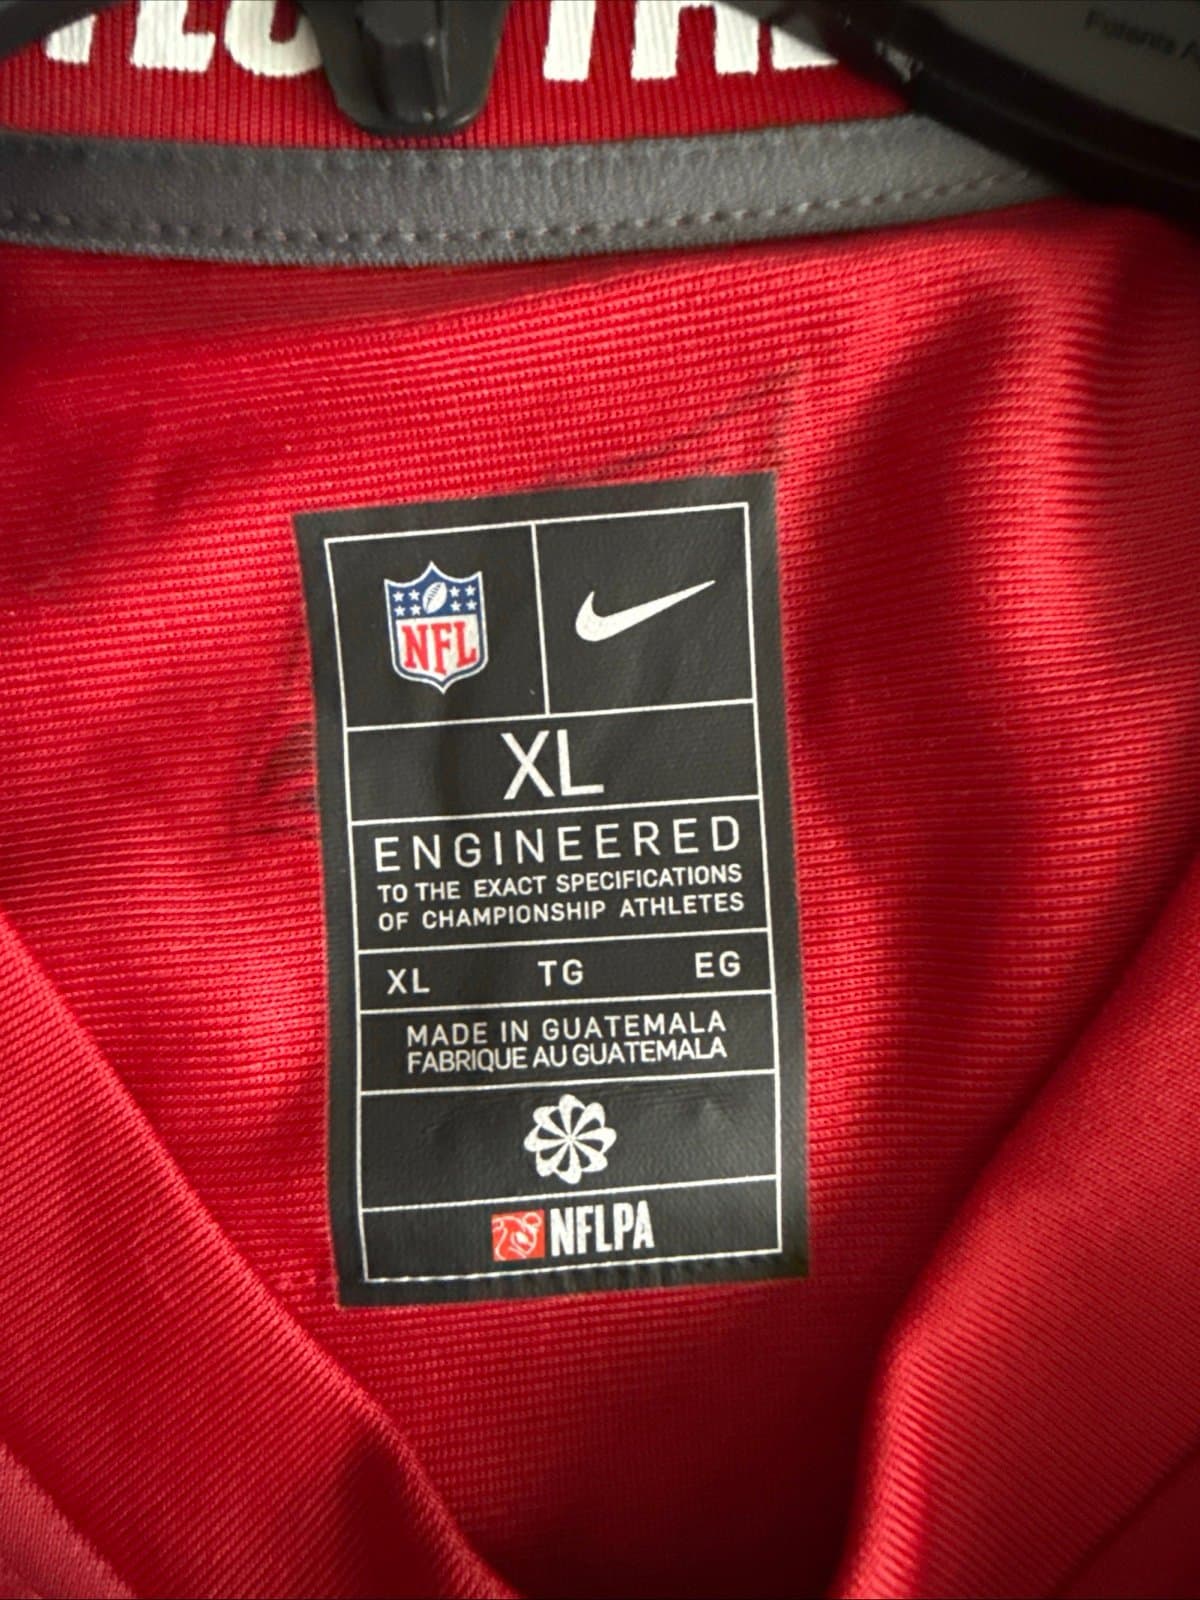 Patents
NFL
XL
ENGINEERED
TO THE EXACT SPECIFICATIONS
OF CHAMPIONSHIP ATHLETES
XL TG EG
MADE IN GUATEMALA
FABRIQUE AU GUATEMALA
NFLPA